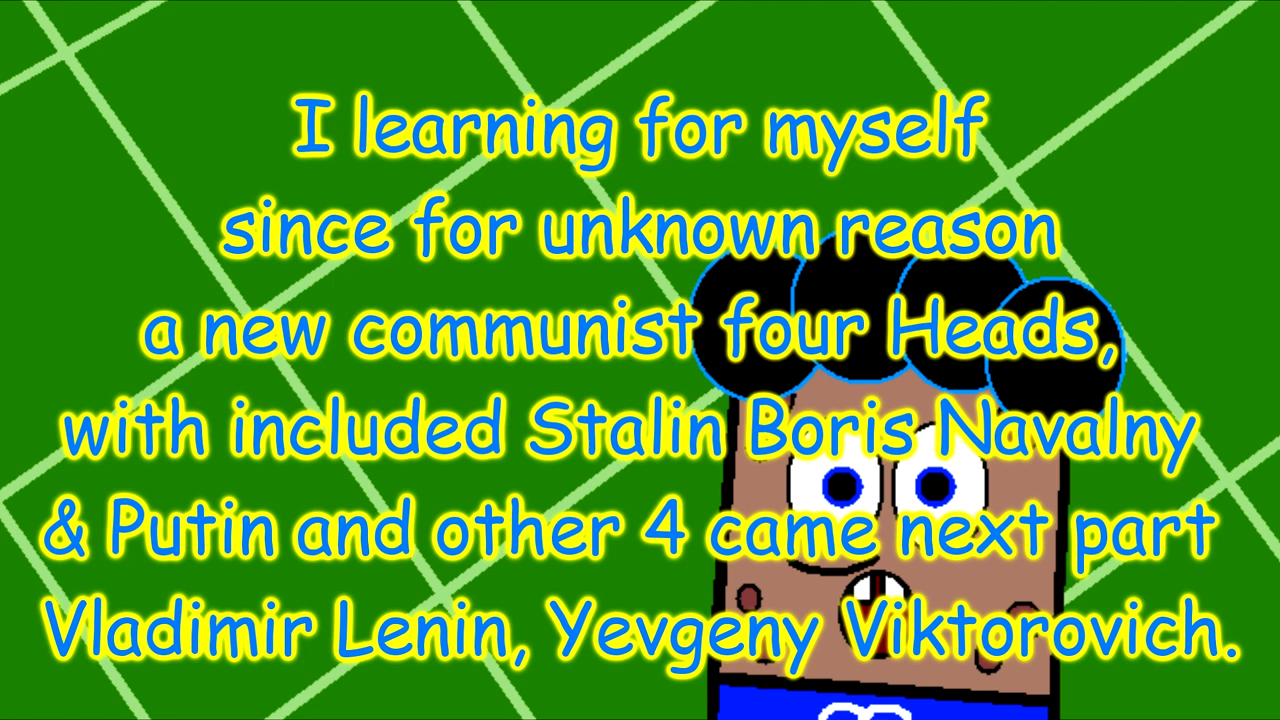 I learning for myself
since for unknown reason
a new communist four Heads,
with included Stalin Boris Navalny
& Putin and other 4 came next part
Vladimir Lenin, Yevgeny Viktorovich.